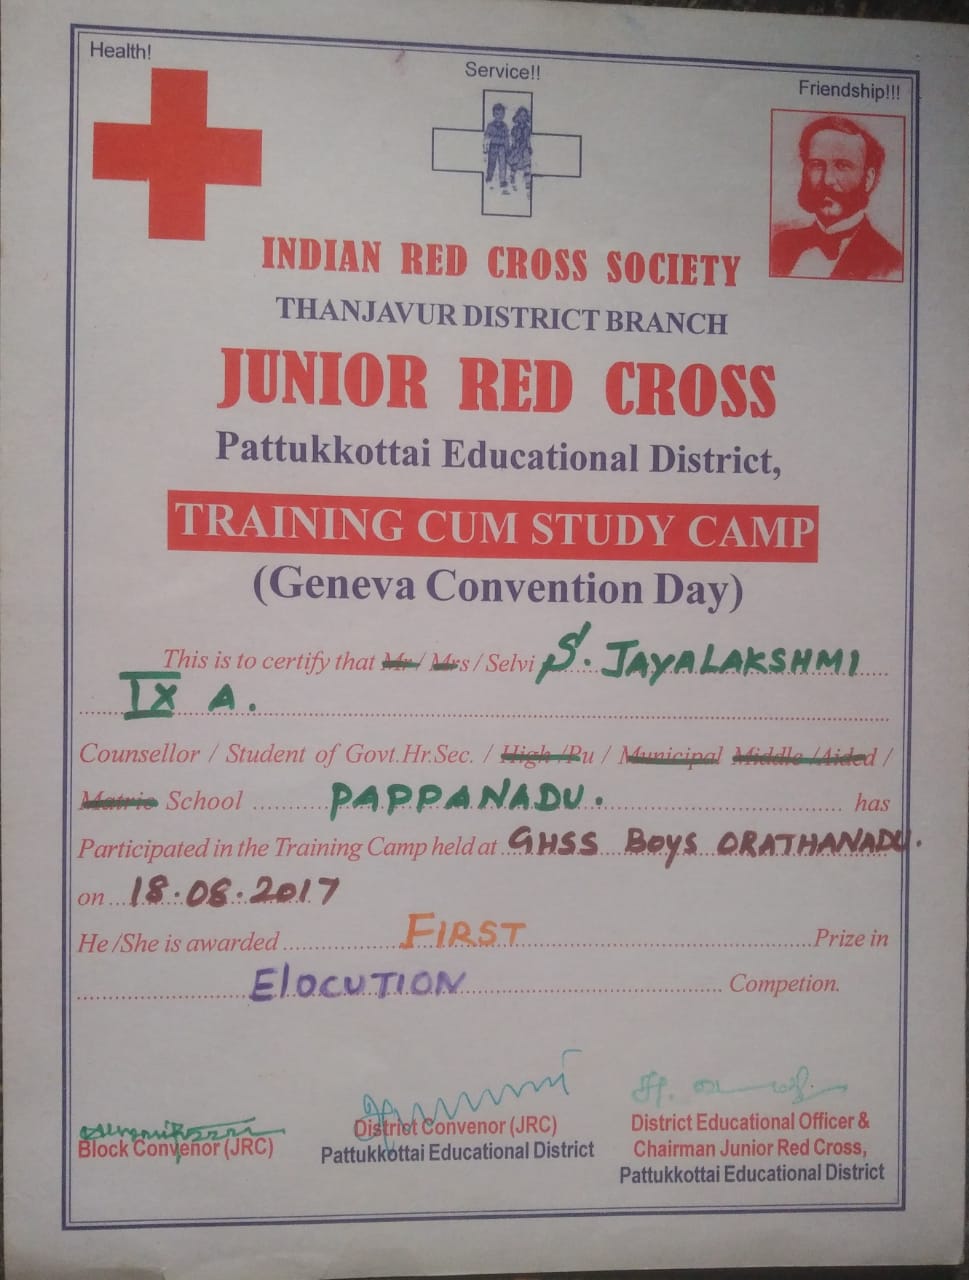 Health!
Service!!
Friendship!!!
INDIAN RED CROSS SOCIETY
THANJAVUR DISTRICT BRANCH
JUNIOR RED CROSS
Pattukkottai Educational District,
TRAINING CUM STUDY CAMP
(Geneva Convention Day)
This is to certify that Mr / Mrs / Selvi S. JAYALAKSHMI
IX A.
Counsellor / Student of Govt.Hr.Sec. / High /Pu / Municipal Middle /Aided /
Matric School PAPPANADU. has
Participated in the Training Camp held at GHSS Boys ORATHANADU.
on 18.08.2017
He /She is awarded FIRST Prize in
ElOCUTION Competion.
Block Convenor (JRC)
District Convenor (JRC)
Pattukkottai Educational District
District Educational Officer &
Chairman Junior Red Cross,
Pattukkottai Educational District